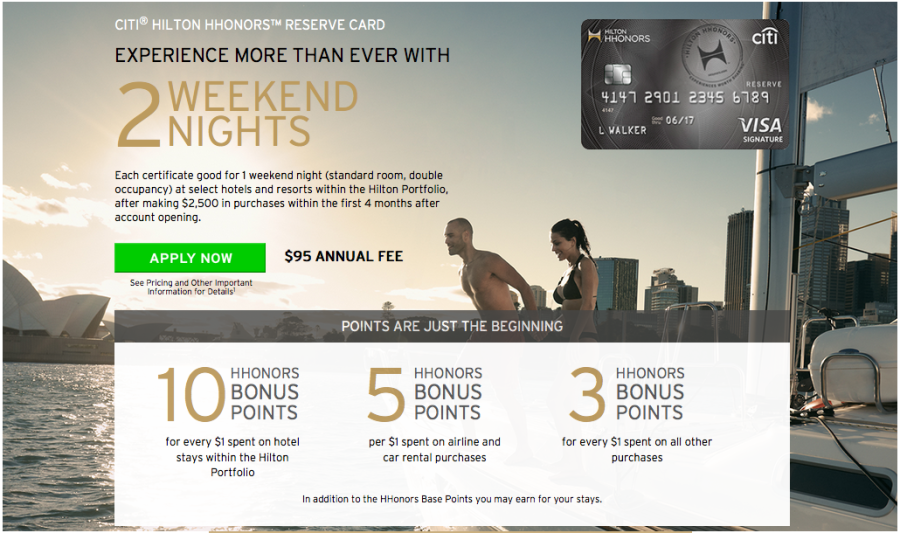 CITI® HILTON HHONORS™ RESERVE CARD
EXPERIENCE MORE THAN EVER WITH
2 WEEKEND
NIGHTS
Each certificate good for 1 weekend night (standard room, double
occupancy) at select hotels and resorts within the Hilton Portfolio,
after making $2,500 in purchases within the first 4 months after
account opening.
APPLY NOW
$95 ANNUAL FEE
See Pricing and Other Important
Information for Details¹
HILTON
HHONORS
citi
HILTON HHONORS
RESERVE
4147 2901 2345 6789
4147
06/17
L WALKER
VISA
SIGNATURE
POINTS ARE JUST THE BEGINNING
10 HHONORS
BONUS
POINTS
for every $1 spent on hotel
stays within the Hilton
Portfolio
5 HHONORS
BONUS
POINTS
per $1 spent on airline and
car rental purchases
3 HHONORS
BONUS
POINTS
for every $1 spent on all other
purchases
In addition to the HHonors Base Points you may earn for your stays.